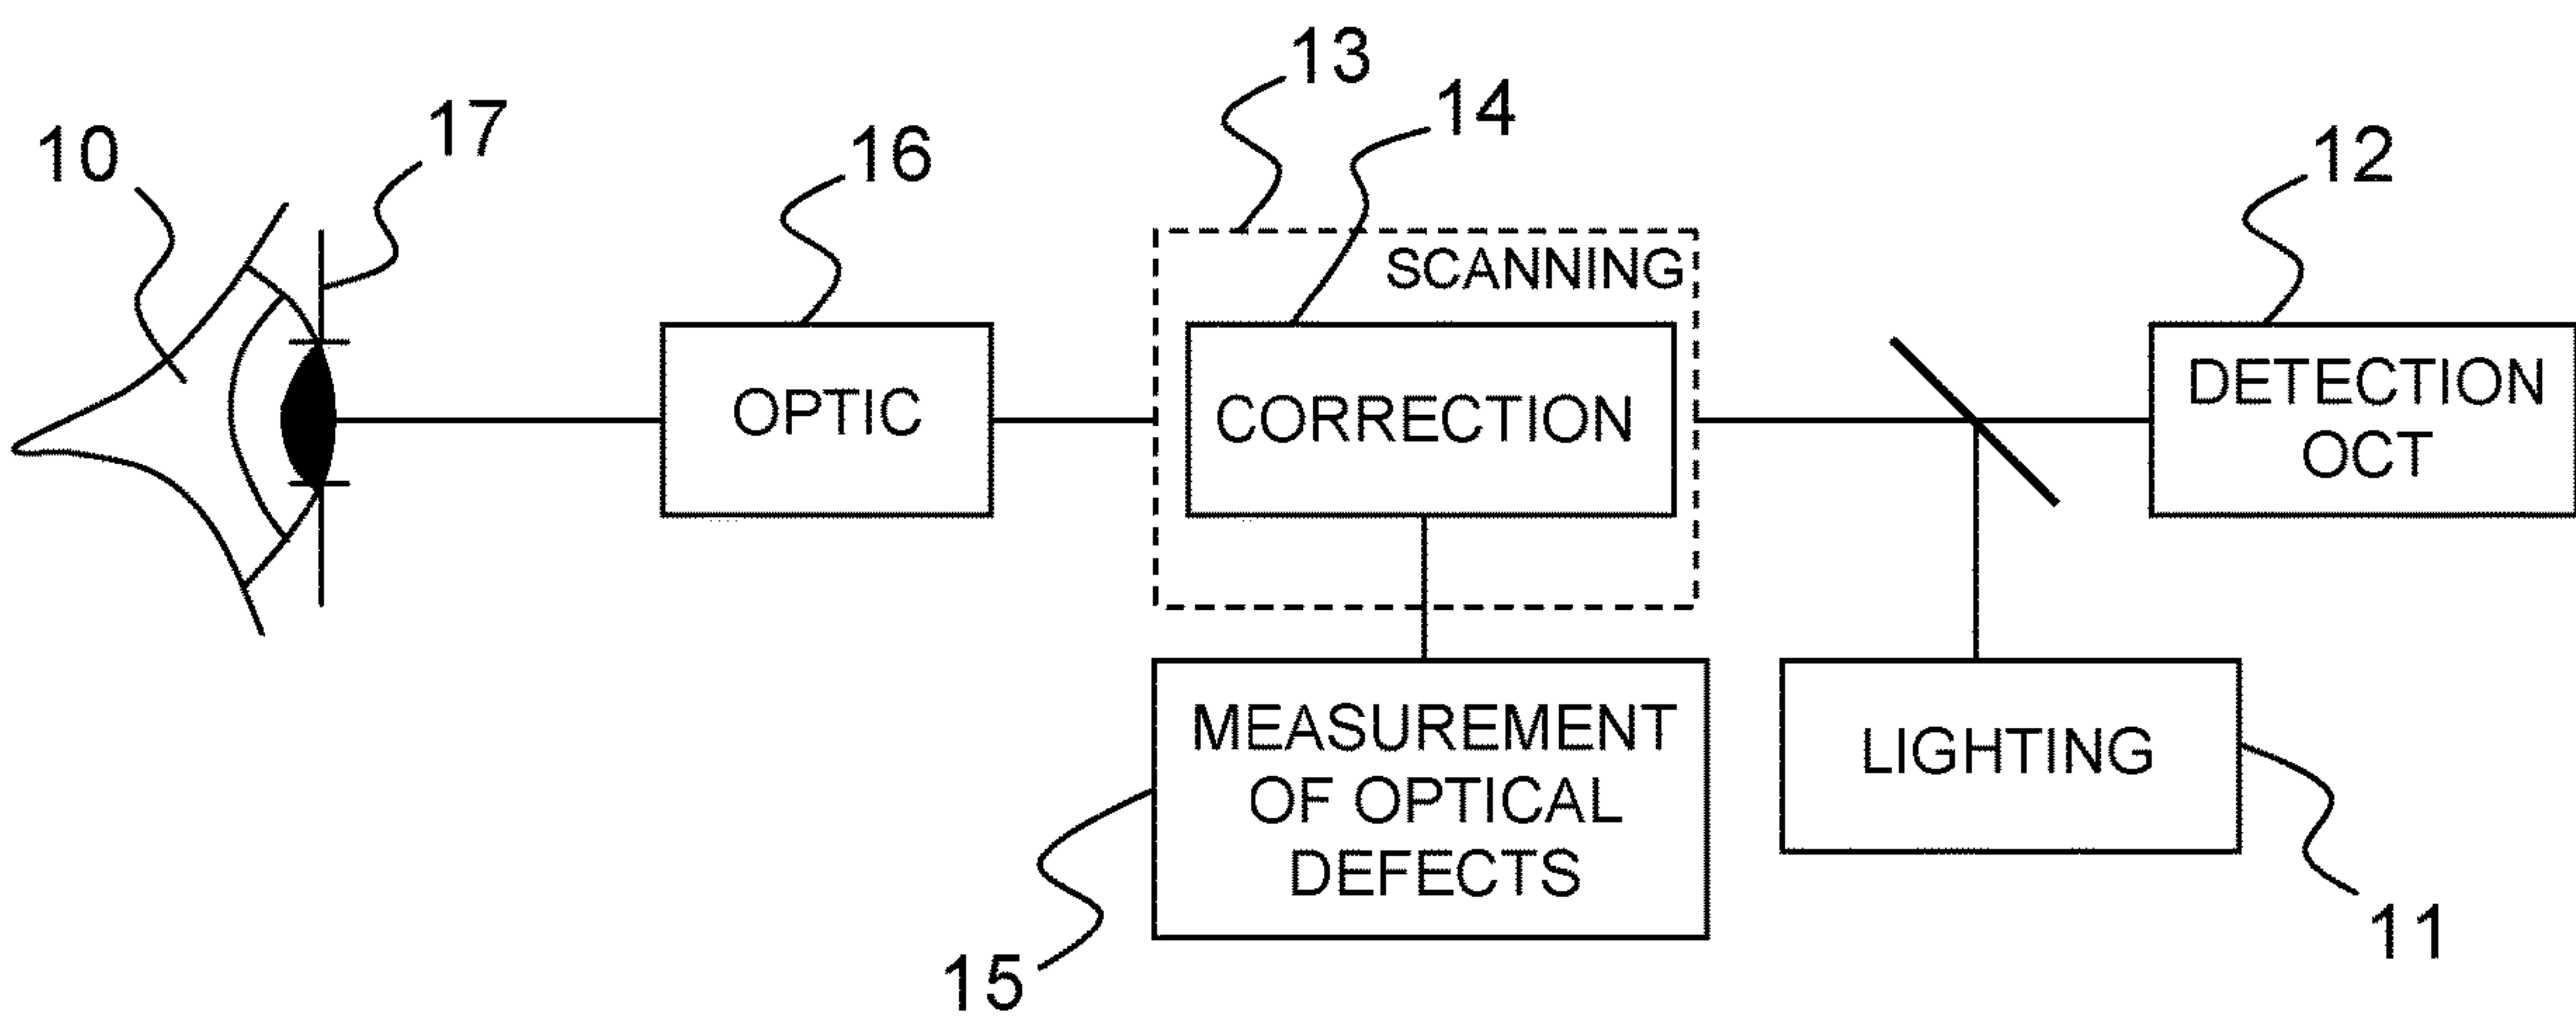 13
14
17
10
16
12
SCANNING
OPTIC
CORRECTION
DETECTION
OCT
MEASUREMENT
OF OPTICAL
DEFECTS
LIGHTING
15
11